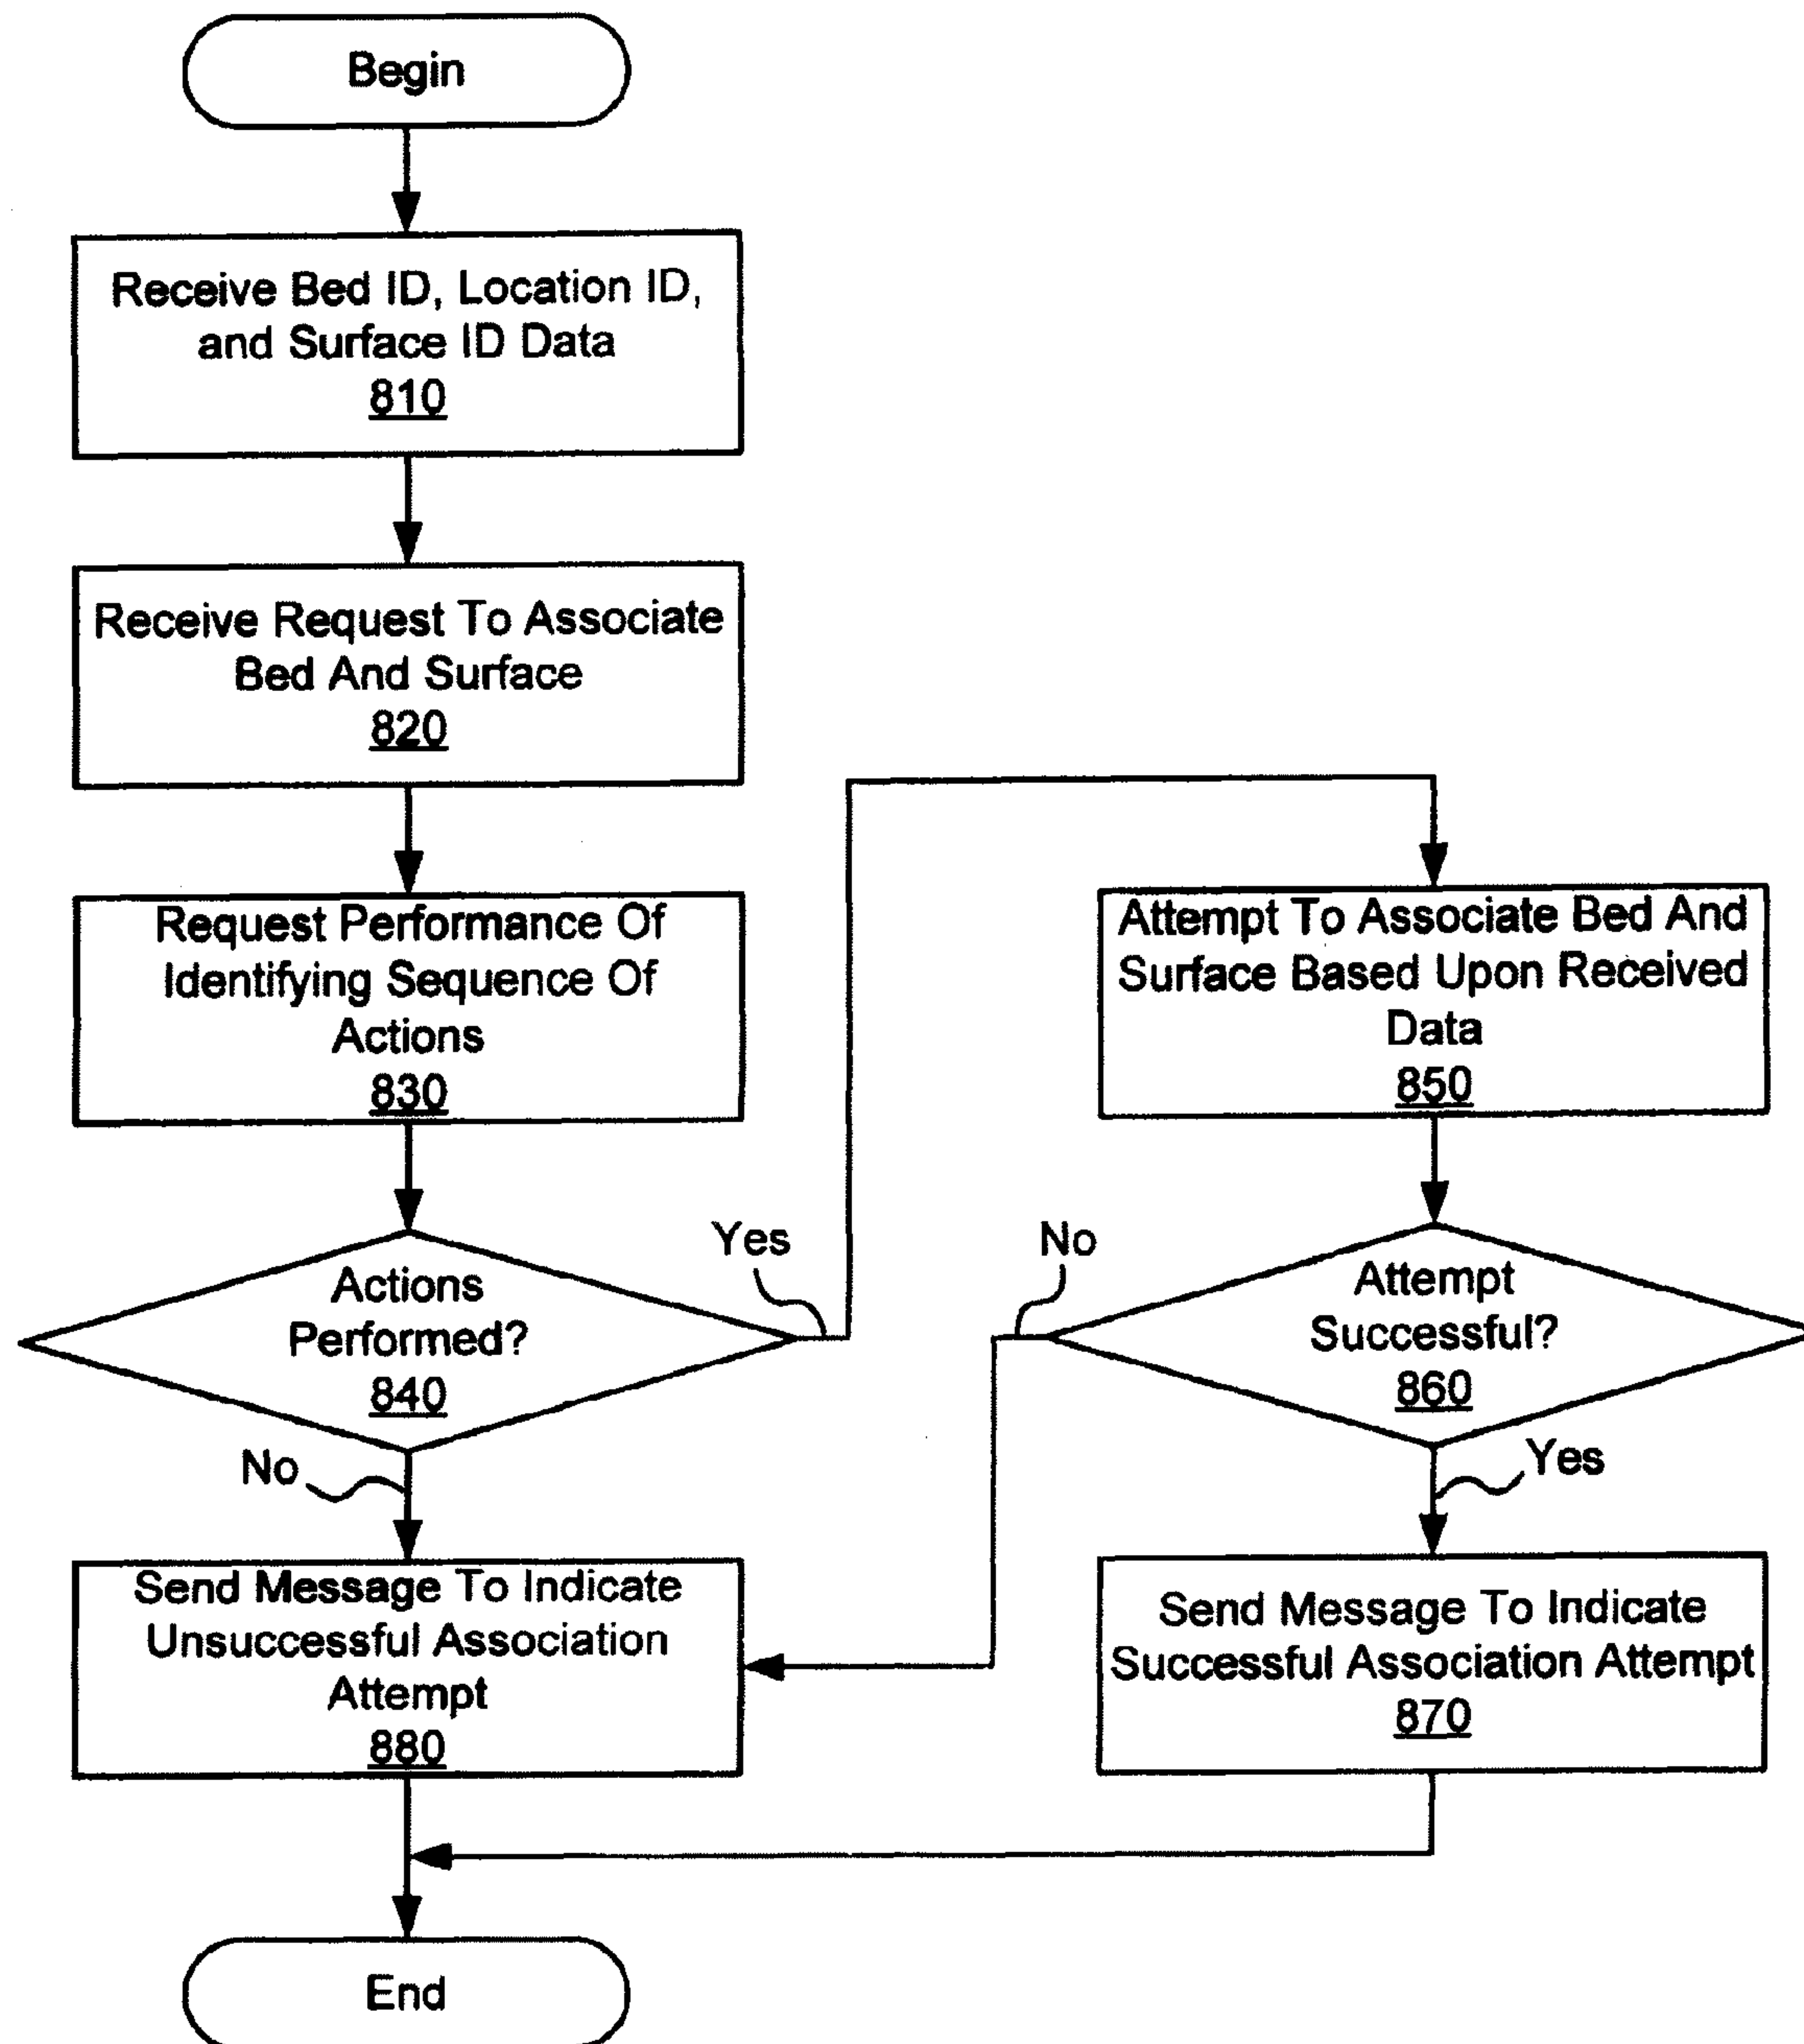 Begin
Receive Bed ID, Location ID,
and Surface ID Data
810
Receive Request To Associate
Bed And Surface
820
Request Performance Of
Identifying Sequence Of
Actions
830
Actions
Performed?
840
Yes
No
Attempt To Associate Bed And
Surface Based Upon Received
Data
850
Attempt
Successful?
860
No
Yes
Send Message To Indicate
Successful Association Attempt
870
Send Message To Indicate
Unsuccessful Association
Attempt
880
End